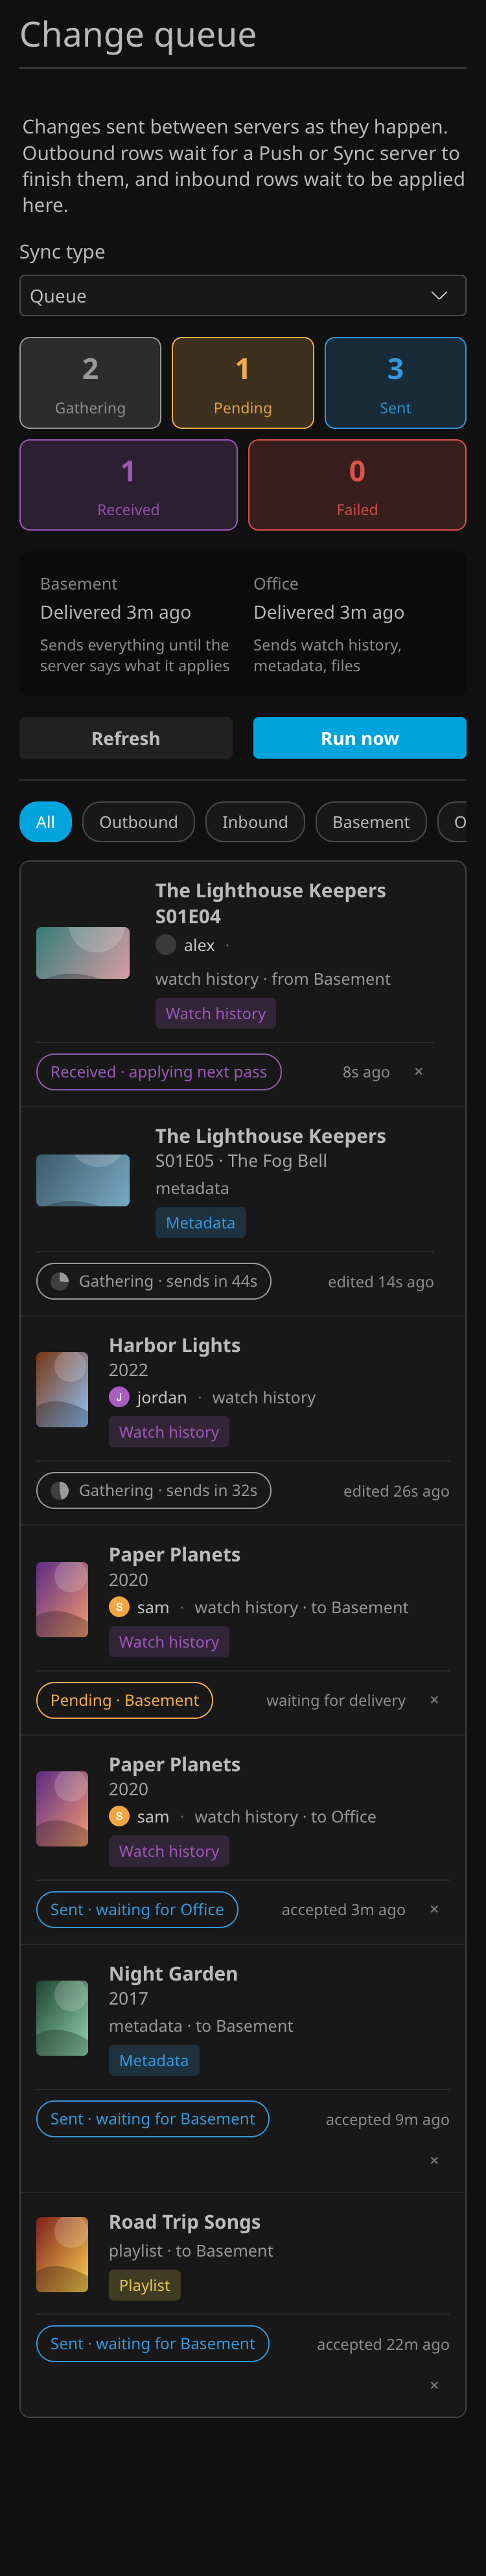 Change queue
Changes sent between servers as they happen.
Outbound rows wait for a Push or Sync server to
finish them, and inbound rows wait to be applied
here.
Sync type
Queue
2
Gathering
1
Pending
3
Sent
1
Received
0
Failed
Basement
Delivered 3m ago
Sends everything until the
server says what it applies
Office
Delivered 3m ago
Sends watch history,
metadata, files
Refresh
Run now
All
Outbound
Inbound
Basement
O
The Lighthouse Keepers
S01E04
alex ·
watch history · from Basement
Watch history
Received · applying next pass
8s ago ×
The Lighthouse Keepers
S01E05 · The Fog Bell
metadata
Metadata
Gathering · sends in 44s
edited 14s ago
Harbor Lights
2022
J jordan · watch history
Watch history
Gathering · sends in 32s
edited 26s ago
Paper Planets
2020
S sam · watch history · to Basement
Watch history
Pending · Basement
waiting for delivery ×
Paper Planets
2020
S sam · watch history · to Office
Watch history
Sent · waiting for Office
accepted 3m ago ×
Night Garden
2017
metadata · to Basement
Metadata
Sent · waiting for Basement
accepted 9m ago
×
Road Trip Songs
playlist · to Basement
Playlist
Sent · waiting for Basement
accepted 22m ago
×